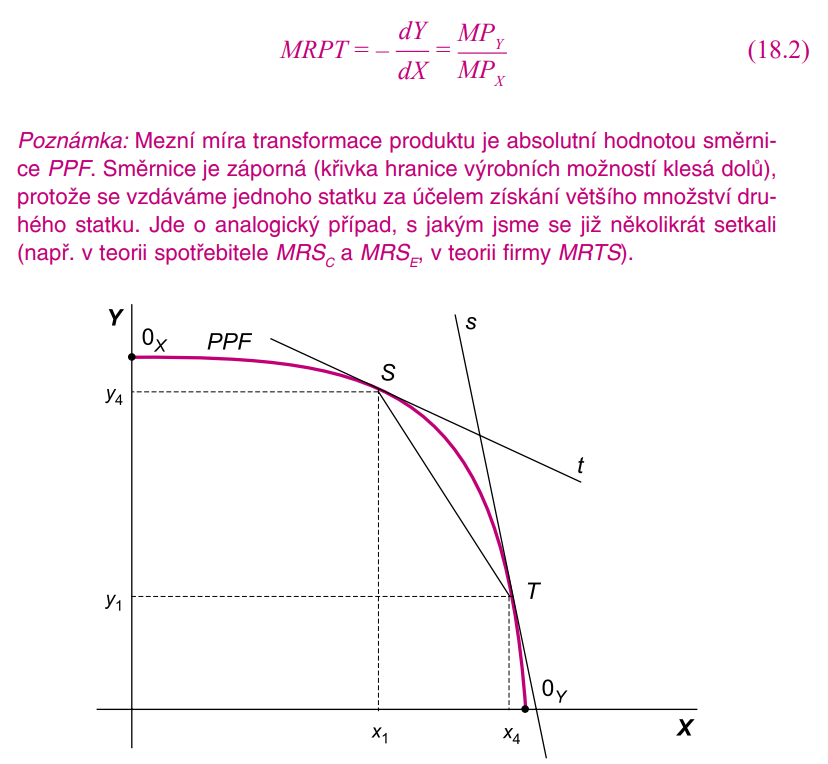 MRPT = – dY/dX = MP_Y/MP_X (18.2)
Poznámka: Mezní míra transformace produktu je absolutní hodnotou směrni-
ce PPF. Směrnice je záporná (křivka hranice výrobních možností klesá dolů),
protože se vzdáváme jednoho statku za účelem získání většího množství dru-
hého statku. Jde o analogický případ, s jakým jsme se již několikrát setkali
(např. v teorii spotřebitele MRS_C a MRS_E, v teorii firmy MRTS).
Y
0_X
PPF
s
S
y_4
t
y_1
T
0_Y
x_1
x_4
X